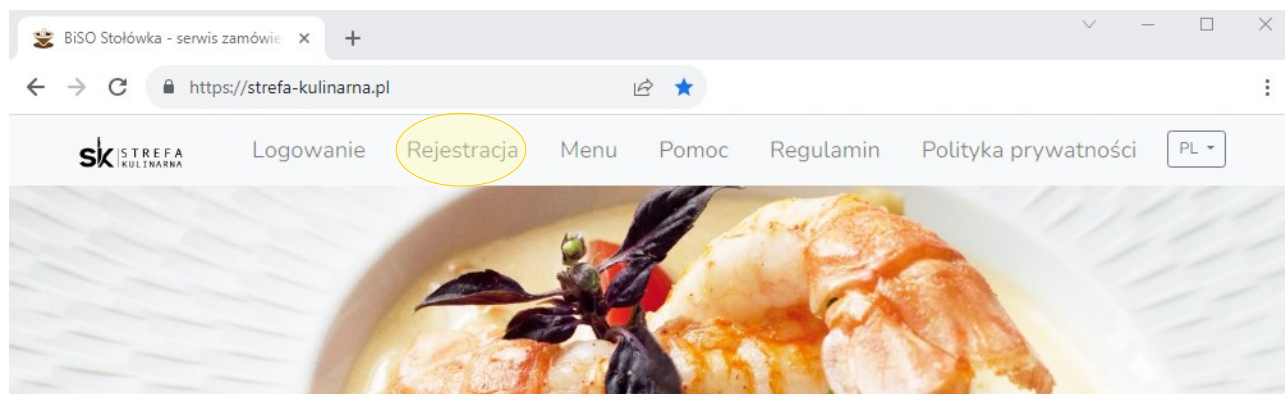 BiSO Stołówka - serwis zamówie
https://strefa-kulinarna.pl
SK STREFA KULINARNA Logowanie Rejestracja Menu Pomoc Regulamin Polityka prywatności PL